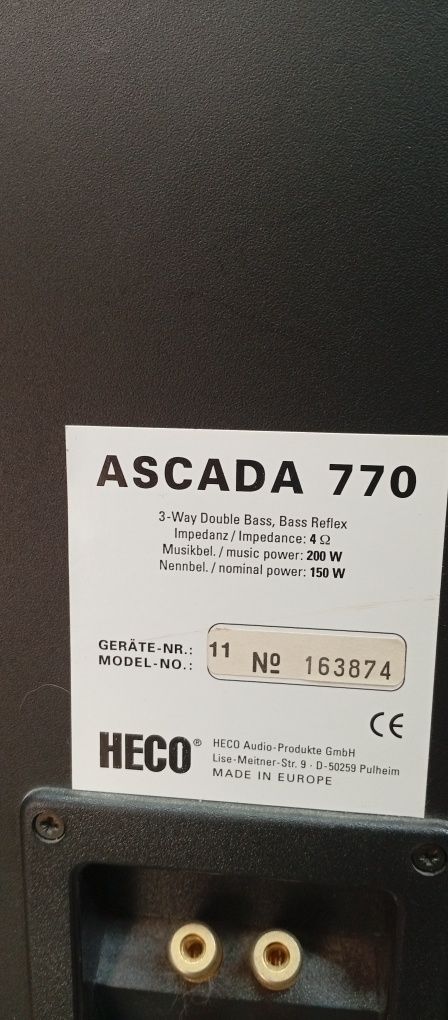 ASCADA 770
3-Way Double Bass, Bass Reflex
Impedanz / Impedance: 4 Ω
Musikbel. / music power: 200 W
Nennbel. / nominal power: 150 W
GERÄTE-NR.:
MODEL-NO.:
11 Nº 163874
CE
HECO®
HECO Audio-Produkte GmbH
Lise-Meitner-Str. 9 · D-50259 Pulheim
MADE IN EUROPE